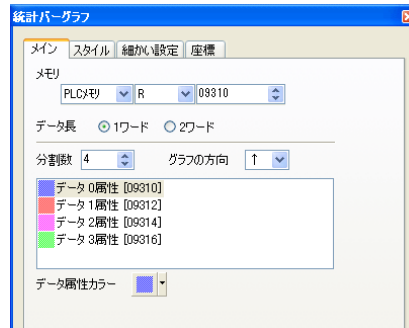 統計バーグラフ
メイン スタイル 細かい設定 座標
メモリ
PLCメモリ R 09310
データ長 1ワード 2ワード
分割数 4 グラフの方向 ↑
データ 0属性 [09310]
データ 1属性 [09312]
データ 2属性 [09314]
データ 3属性 [09316]
データ属性カラー